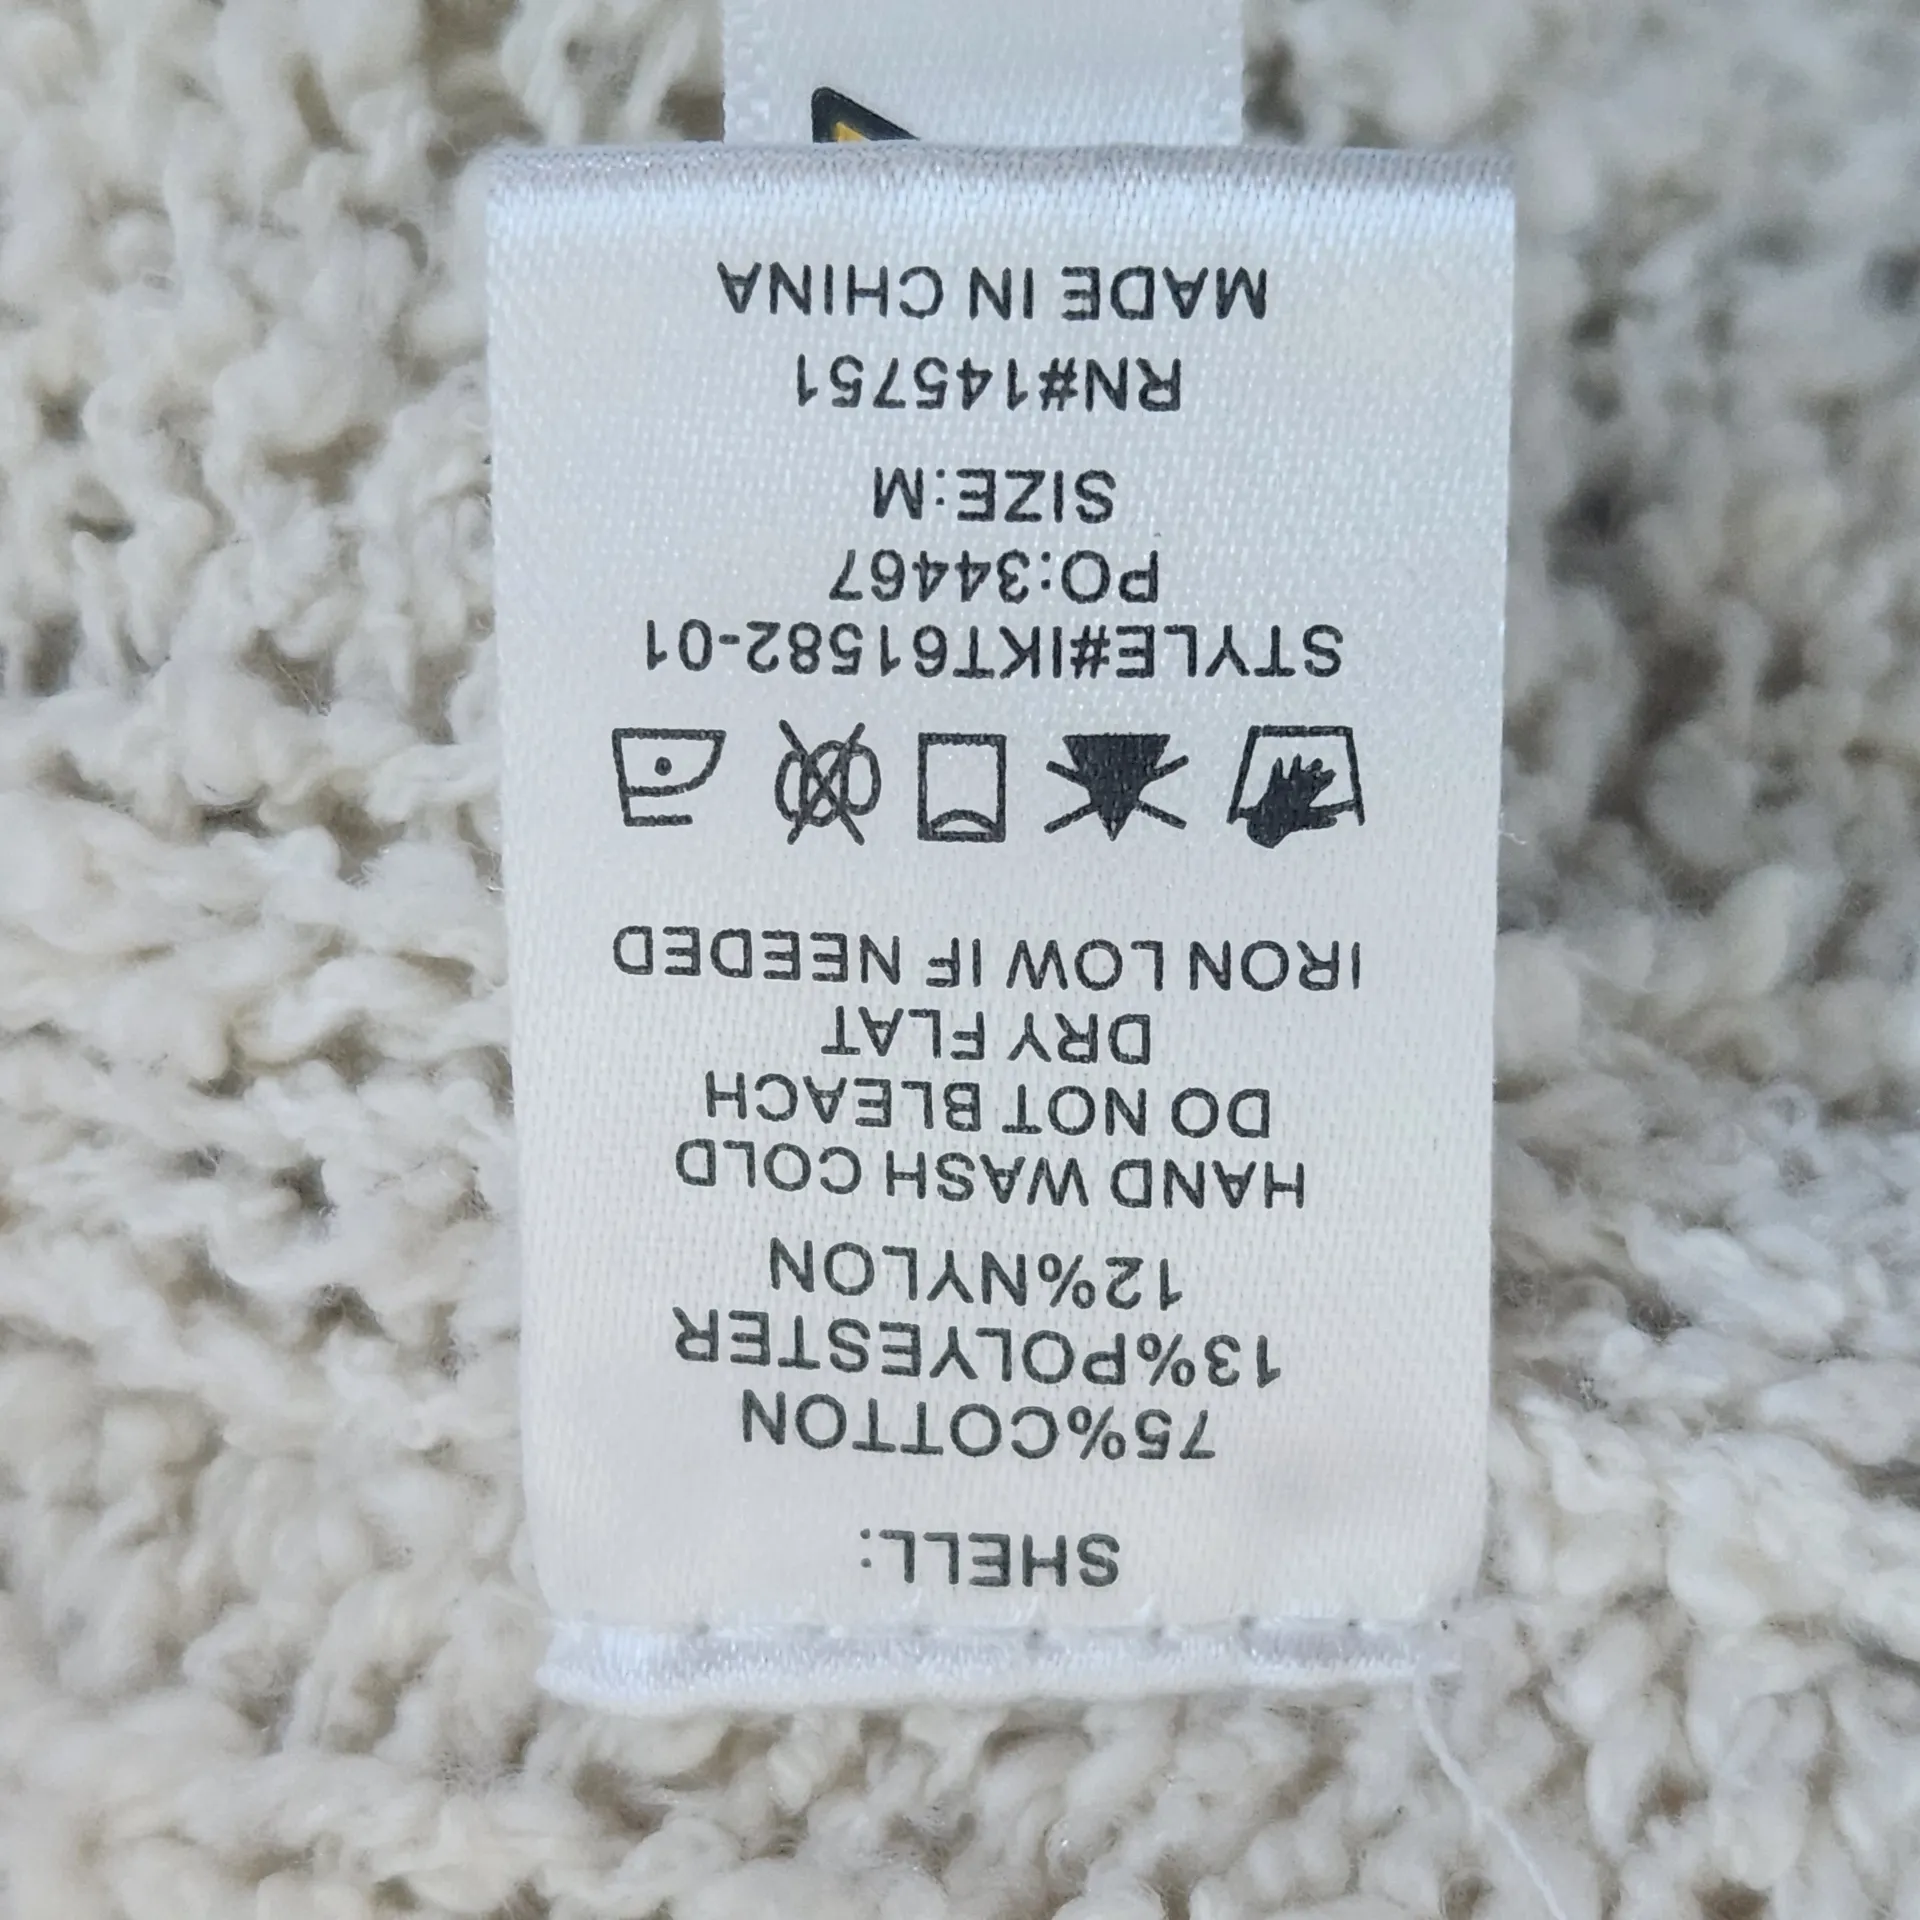 SHELL:
75%COTTON
13%POLYESTER
12%NYLON
HAND WASH COLD
DO NOT BLEACH
DRY FLAT
IRON LOW IF NEEDED
STYLE#IKT61582-01
PO:34467
SIZE:M
RN#145751
MADE IN CHINA